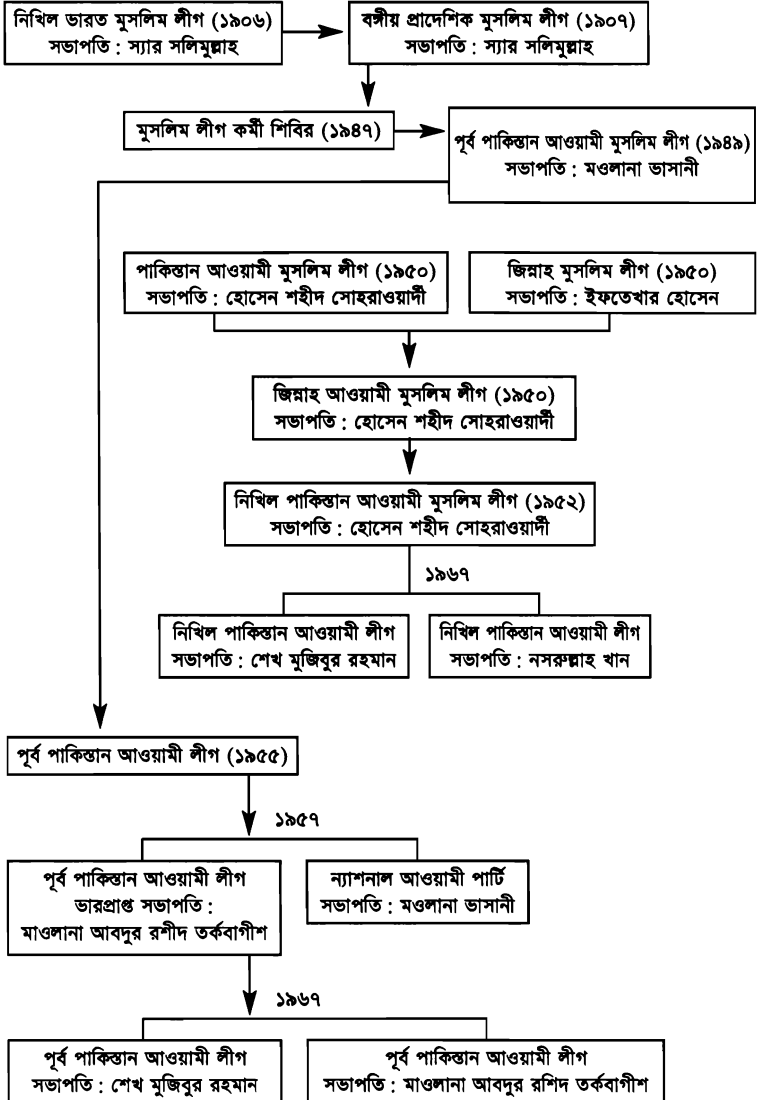 নিখিল ভারত মুসলিম লীগ (১৯০৬)
সভাপতি : স্যার সলিমুল্লাহ
বঙ্গীয় প্রাদেশিক মুসলিম লীগ (১৯০৭)
সভাপতি : স্যার সলিমুল্লাহ
মুসলিম লীগ কর্মী শিবির (১৯৪৭)
পূর্ব পাকিস্তান আওয়ামী মুসলিম লীগ (১৯৪৯)
সভাপতি : মওলানা ভাসানী
পাকিস্তান আওয়ামী মুসলিম লীগ (১৯৫০)
সভাপতি : হোসেন শহীদ সোহরাওয়ার্দী
জিন্নাহ মুসলিম লীগ (১৯৫০)
সভাপতি : ইফতেখার হোসেন
জিন্নাহ আওয়ামী মুসলিম লীগ (১৯৫০)
সভাপতি : হোসেন শহীদ সোহরাওয়ার্দী
নিখিল পাকিস্তান আওয়ামী মুসলিম লীগ (১৯৫২)
সভাপতি : হোসেন শহীদ সোহরাওয়ার্দী
১৯৬৭
নিখিল পাকিস্তান আওয়ামী লীগ
সভাপতি : শেখ মুজিবুর রহমান
নিখিল পাকিস্তান আওয়ামী লীগ
সভাপতি : নসরুল্লাহ খান
পূর্ব পাকিস্তান আওয়ামী লীগ (১৯৫৫)
১৯৫৭
পূর্ব পাকিস্তান আওয়ামী লীগ
ভারপ্রাপ্ত সভাপতি :
মাওলানা আবদুর রশীদ তর্কবাগীশ
ন্যাশনাল আওয়ামী পার্টি
সভাপতি : মওলানা ভাসানী
১৯৬৭
পূর্ব পাকিস্তান আওয়ামী লীগ
সভাপতি : শেখ মুজিবুর রহমান
পূর্ব পাকিস্তান আওয়ামী লীগ
সভাপতি : মাওলানা আবদুর রশিদ তর্কবাগীশ